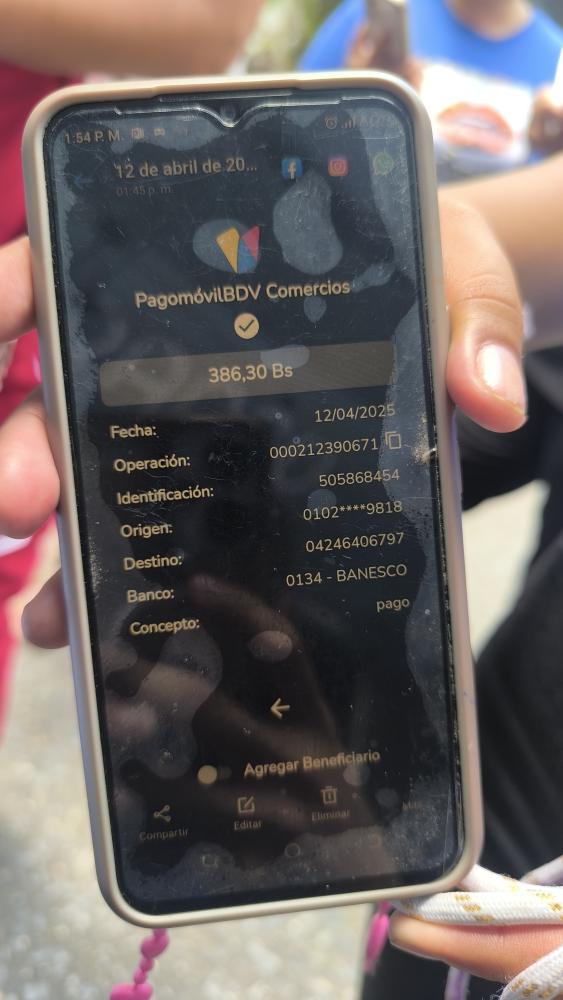 1:54 P. M.
12 de abril de 20...
01:45 p. m.
PagomóvilBDV Comercios
386,30 Bs
Fecha: 12/04/2025
Operación: 000212390671
Identificación: 505868454
Origen: 0102****9818
Destino: 04246406797
Banco: 0134 - BANESCO
Concepto: pago
Agregar Beneficiario
Compartir Editar Eliminar